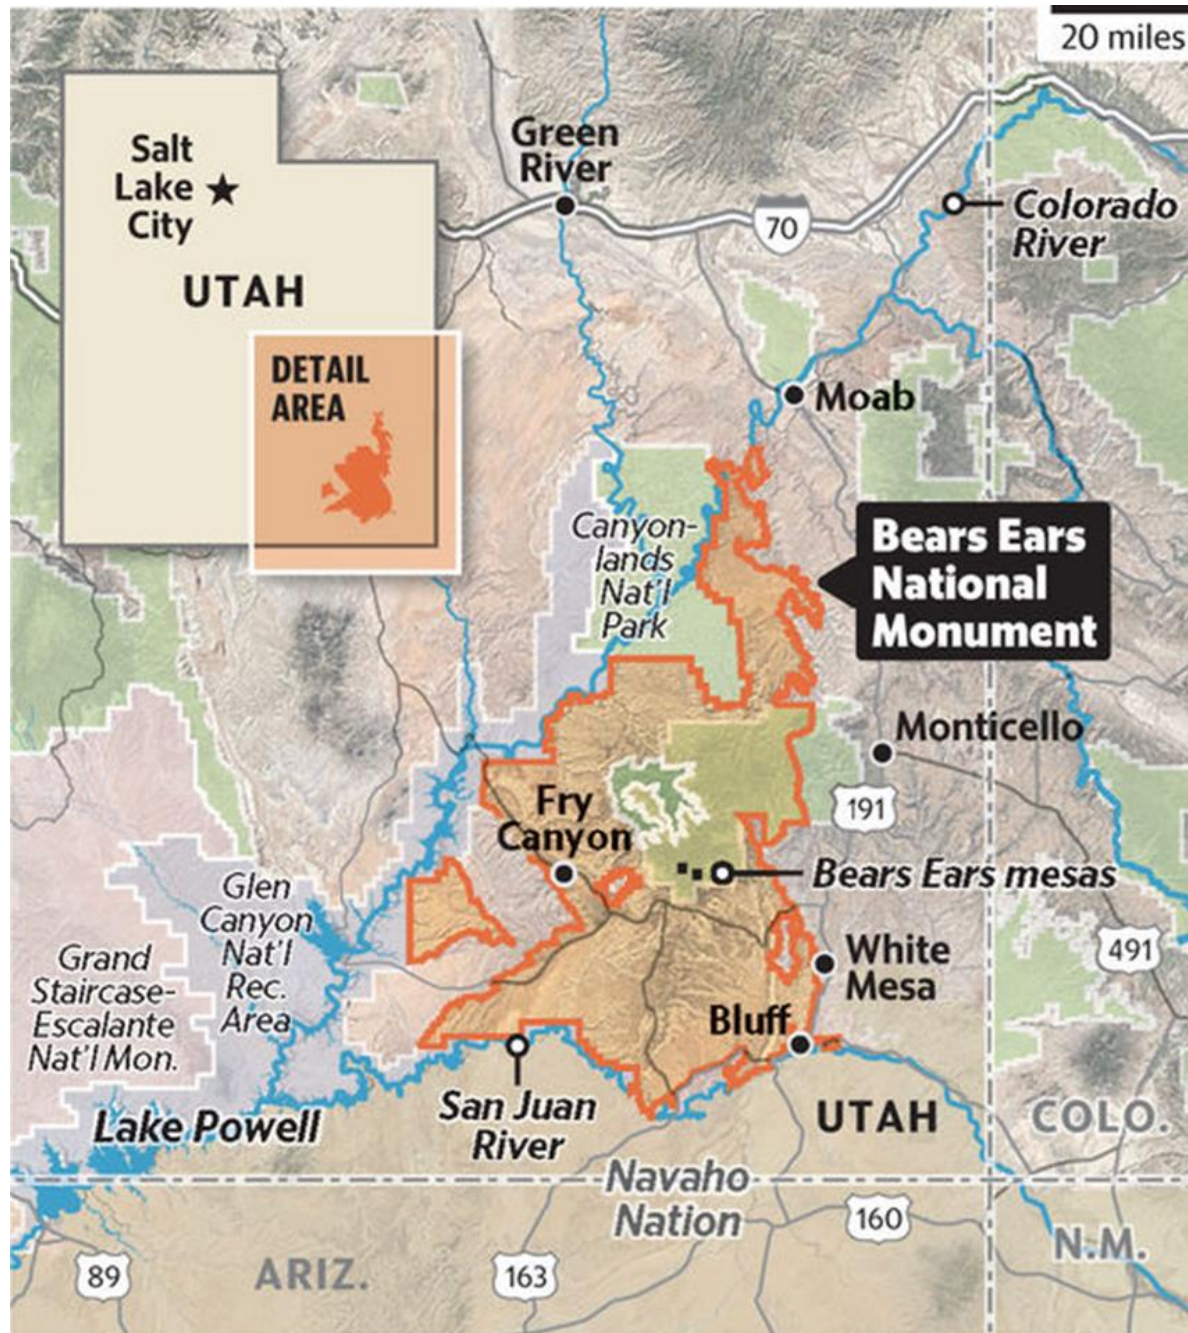 20 miles
Salt
Lake
City
UTAH
DETAIL
AREA
Green
River
70
Colorado
River
Moab
Canyon-
lands
Nat'l
Park
Bears Ears
National
Monument
Monticello
191
Fry
Canyon
Bears Ears mesas
Glen
Canyon
Nat'l
Rec.
Area
Grand
Staircase-
Escalante
Nat'l Mon.
491
White
Mesa
Bluff
San Juan
River
Lake Powell
UTAH
COLO.
Navaho
Nation
160
N.M.
89
ARIZ.
163